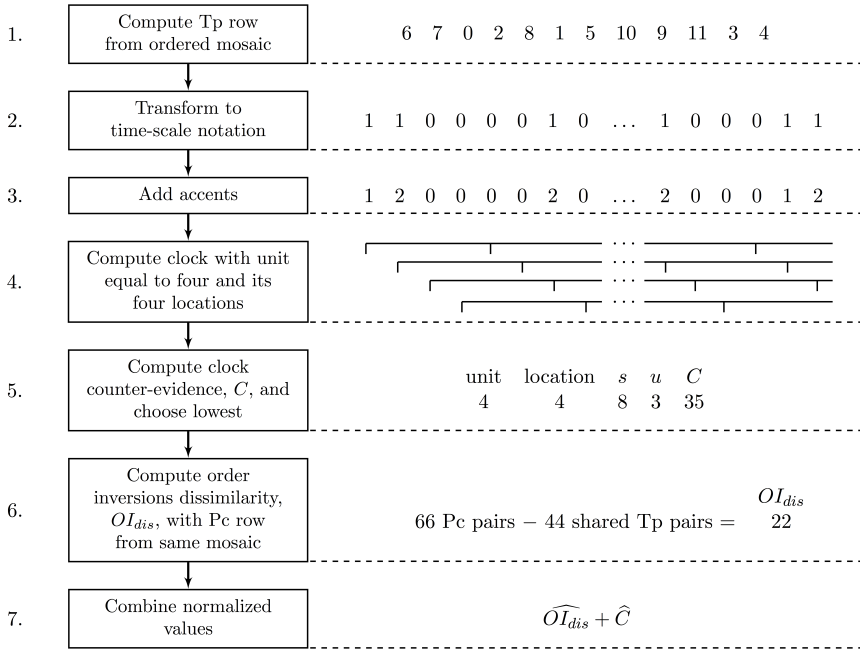 1.
Compute Tp row
from ordered mosaic
6 7 0 2 8 1 5 10 9 11 3 4
2.
Transform to
time-scale notation
1 1 0 0 0 0 1 0 ... 1 0 0 0 1 1
3.
Add accents
1 2 0 0 0 0 2 0 ... 2 0 0 0 1 2
4.
Compute clock with unit
equal to four and its
four locations
...
...
...
...
5.
Compute clock
counter-evidence, C, and
choose lowest
unit location s u C
4 4 8 3 35
6.
Compute order
inversions dissimilarity,
OI_dis, with Pc row
from same mosaic
OI_dis
66 Pc pairs − 44 shared Tp pairs = 22
7.
Combine normalized
values
\widehat{OI_{dis}} + \widehat{C}